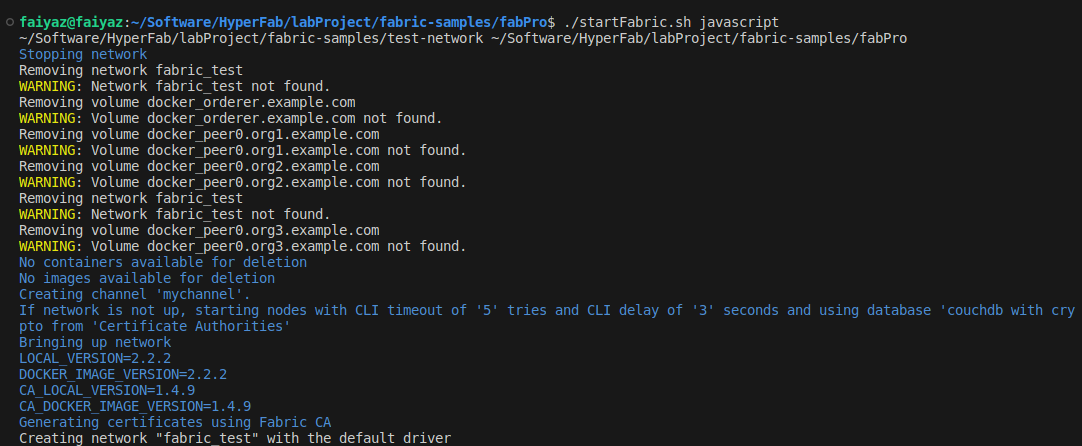 faiyaz@faiyaz:~/Software/HyperFab/labProject/fabric-samples/fabPro$ ./startFabric.sh javascript
~/Software/HyperFab/labProject/fabric-samples/test-network ~/Software/HyperFab/labProject/fabric-samples/fabPro
Stopping network
Removing network fabric_test
WARNING: Network fabric_test not found.
Removing volume docker_orderer.example.com
WARNING: Volume docker_orderer.example.com not found.
Removing volume docker_peer0.org1.example.com
WARNING: Volume docker_peer0.org1.example.com not found.
Removing volume docker_peer0.org2.example.com
WARNING: Volume docker_peer0.org2.example.com not found.
Removing network fabric_test
WARNING: Network fabric_test not found.
Removing volume docker_peer0.org3.example.com
WARNING: Volume docker_peer0.org3.example.com not found.
No containers available for deletion
No images available for deletion
Creating channel 'mychannel'.
If network is not up, starting nodes with CLI timeout of '5' tries and CLI delay of '3' seconds and using database 'couchdb with cry
pto from 'Certificate Authorities'
Bringing up network
LOCAL_VERSION=2.2.2
DOCKER_IMAGE_VERSION=2.2.2
CA_LOCAL_VERSION=1.4.9
CA_DOCKER_IMAGE_VERSION=1.4.9
Generating certificates using Fabric CA
Creating network "fabric_test" with the default driver